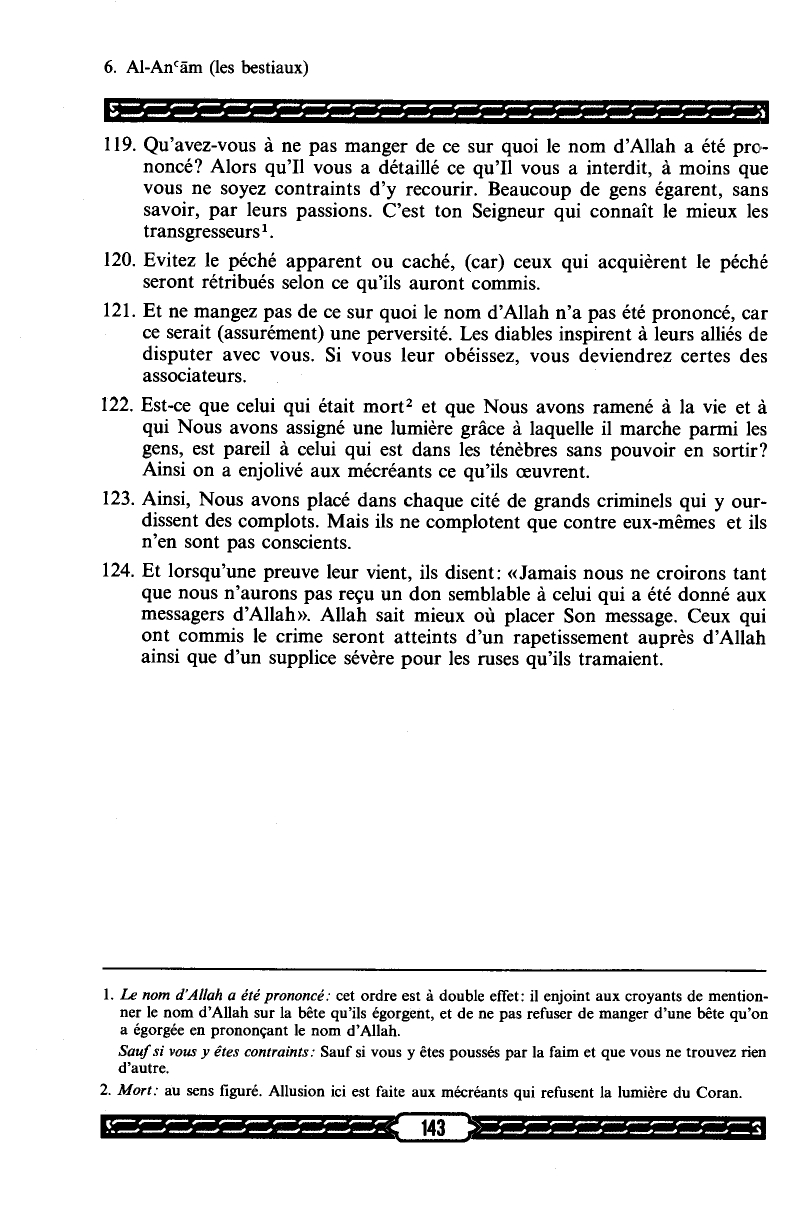 6. Al-Anᶜām (les bestiaux)
119. Qu'avez-vous à ne pas manger de ce sur quoi le nom d'Allah a été pro-
noncé? Alors qu'Il vous a détaillé ce qu'Il vous a interdit, à moins que
vous ne soyez contraints d'y recourir. Beaucoup de gens égarent, sans
savoir, par leurs passions. C'est ton Seigneur qui connaît le mieux les
transgresseurs¹.
120. Evitez le péché apparent ou caché, (car) ceux qui acquièrent le péché
seront rétribués selon ce qu'ils auront commis.
121. Et ne mangez pas de ce sur quoi le nom d'Allah n'a pas été prononcé, car
ce serait (assurément) une perversité. Les diables inspirent à leurs alliés de
disputer avec vous. Si vous leur obéissez, vous deviendrez certes des
associateurs.
122. Est-ce que celui qui était mort² et que Nous avons ramené à la vie et à
qui Nous avons assigné une lumière grâce à laquelle il marche parmi les
gens, est pareil à celui qui est dans les ténèbres sans pouvoir en sortir?
Ainsi on a enjolivé aux mécréants ce qu'ils œuvrent.
123. Ainsi, Nous avons placé dans chaque cité de grands criminels qui y our-
dissent des complots. Mais ils ne complotent que contre eux-mêmes et ils
n'en sont pas conscients.
124. Et lorsqu'une preuve leur vient, ils disent: «Jamais nous ne croirons tant
que nous n'aurons pas reçu un don semblable à celui qui a été donné aux
messagers d'Allah». Allah sait mieux où placer Son message. Ceux qui
ont commis le crime seront atteints d'un rapetissement auprès d'Allah
ainsi que d'un supplice sévère pour les ruses qu'ils tramaient.
1. Le nom d'Allah a été prononcé: cet ordre est à double effet: il enjoint aux croyants de mention-
ner le nom d'Allah sur la bête qu'ils égorgent, et de ne pas refuser de manger d'une bête qu'on
a égorgée en prononçant le nom d'Allah.
Sauf si vous y êtes contraints: Sauf si vous y êtes poussés par la faim et que vous ne trouvez rien
d'autre.
2. Mort: au sens figuré. Allusion ici est faite aux mécréants qui refusent la lumière du Coran.
143